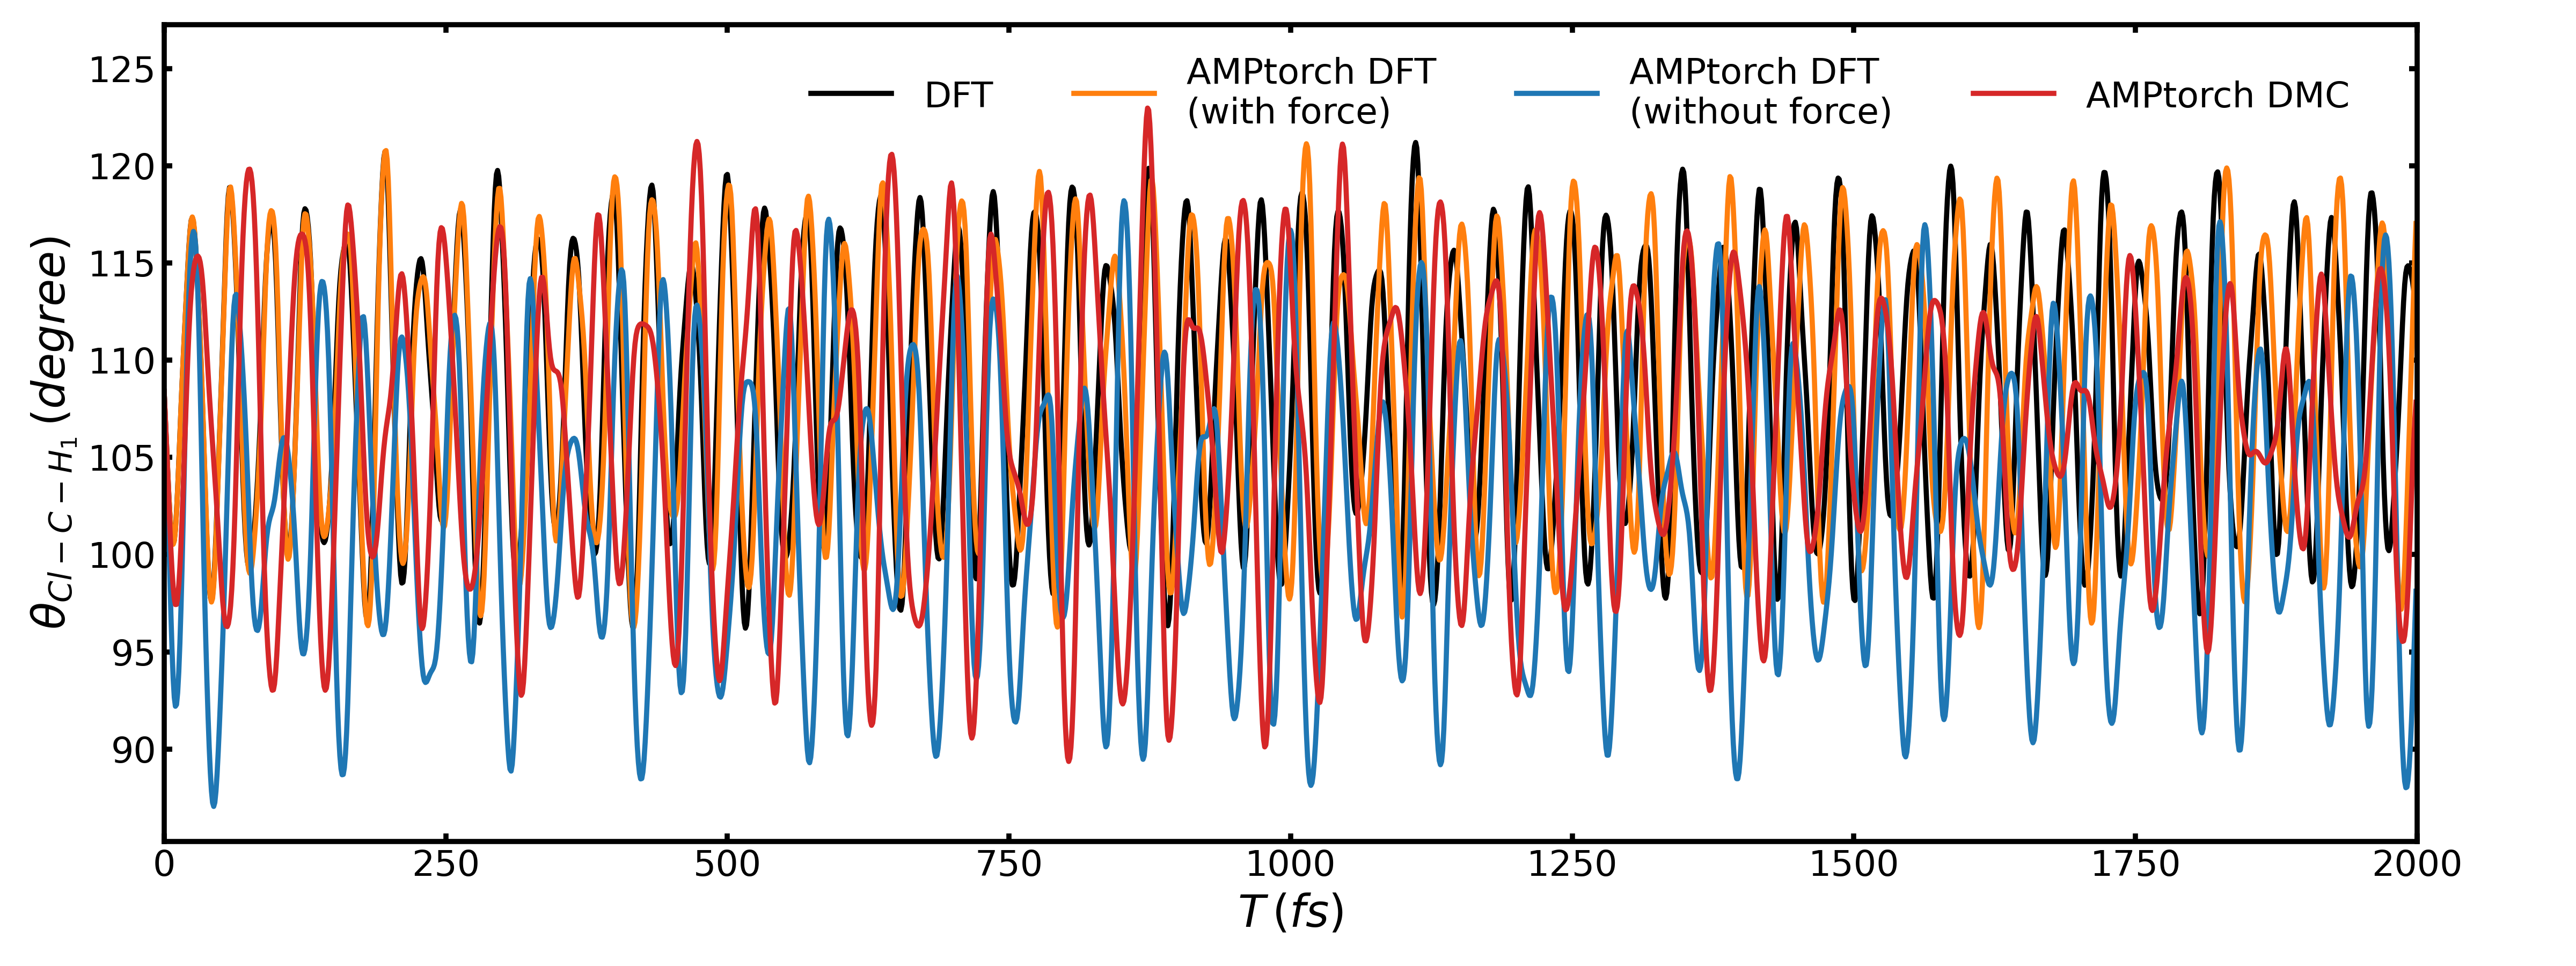 DFT
AMPtorch DFT
(with force)
AMPtorch DFT
(without force)
AMPtorch DMC
125
120
115
110
105
100
95
90
θCl − C − H1 (degree)
0 250 500 750 1000 1250 1500 1750 2000
T (fs)